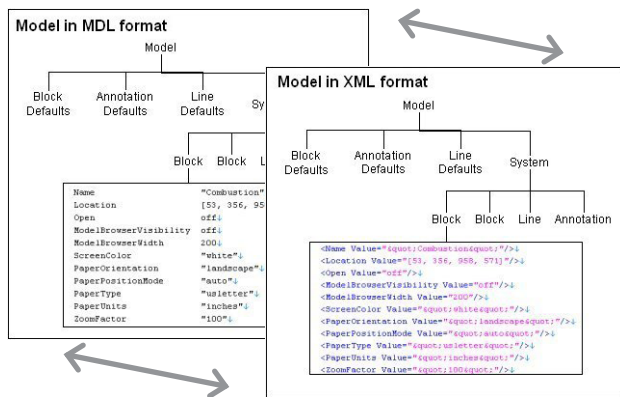 Model in MDL format
Model
Block Defaults
Annotation Defaults
Line Defaults
Block
Block
Name "Combustion"
Location [53, 356, 95
Open off↓
ModelBrowserVisibility off↓
ModelBrowserWidth 200↓
ScreenColor "white"↓
PaperOrientation "landscape"↓
PaperPositionMode "auto"↓
PaperType "usletter"↓
PaperUnits "inches"↓
ZoomFactor "100"↓
Model in XML format
Model
Block Defaults
Annotation Defaults
Line Defaults
System
Block
Block
Line
Annotation
<Name Value="&quot;Combustion&quot;"/>↓
<Location Value="[53, 356, 958, 571]"/>↓
<Open Value="off"/>↓
<ModelBrowserVisibility Value="off"/>↓
<ModelBrowserWidth Value="200"/>↓
<ScreenColor Value="&quot;white&quot;"/>↓
<PaperOrientation Value="&quot;landscape&quot;"/>↓
<PaperPositionMode Value="&quot;auto&quot;"/>↓
<PaperType Value="&quot;usletter&quot;"/>↓
<PaperUnits Value="&quot;inches&quot;"/>↓
<ZoomFactor Value="&quot;100&quot;"/>↓